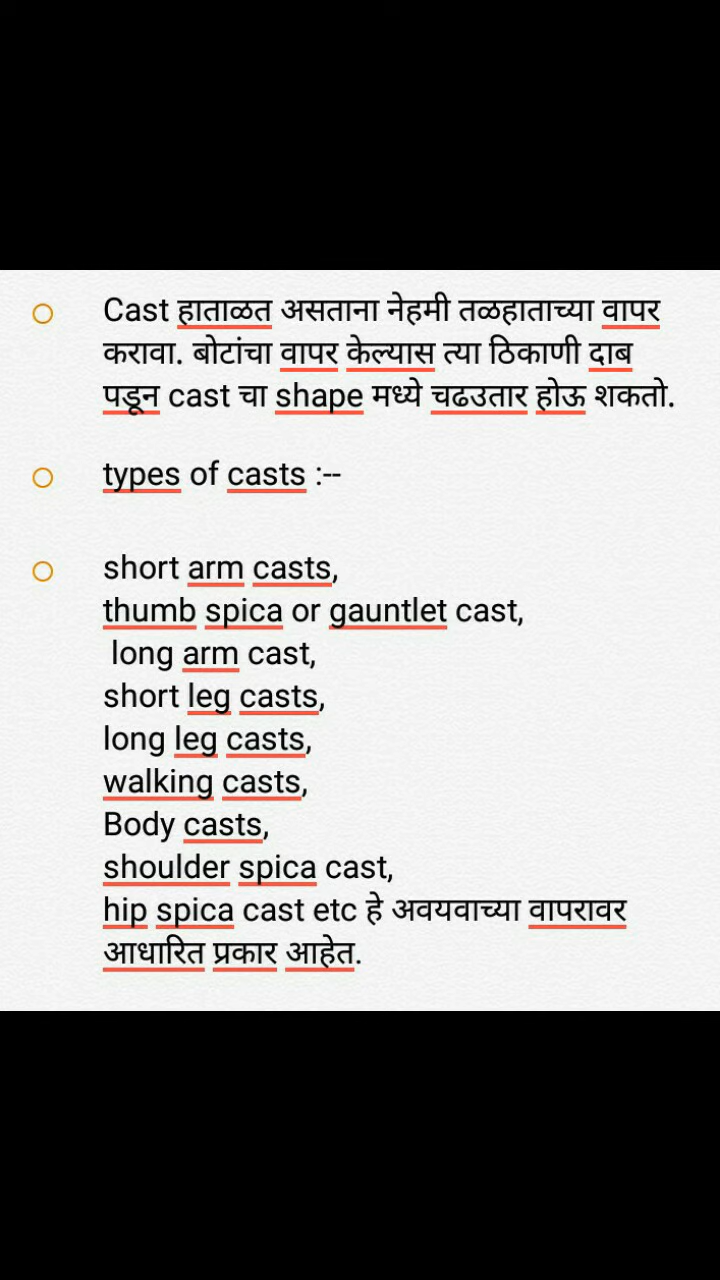 Cast हाताळत असताना नेहमी तळहाताच्या वापर
करावा. बोटांचा वापर केल्यास त्या ठिकाणी दाब
पडून cast चा shape मध्ये चढउतार होऊ शकतो.
types of casts :--
short arm casts,
thumb spica or gauntlet cast,
long arm cast,
short leg casts,
long leg casts,
walking casts,
Body casts,
shoulder spica cast,
hip spica cast etc हे अवयवाच्या वापरावर
आधारित प्रकार आहेत.